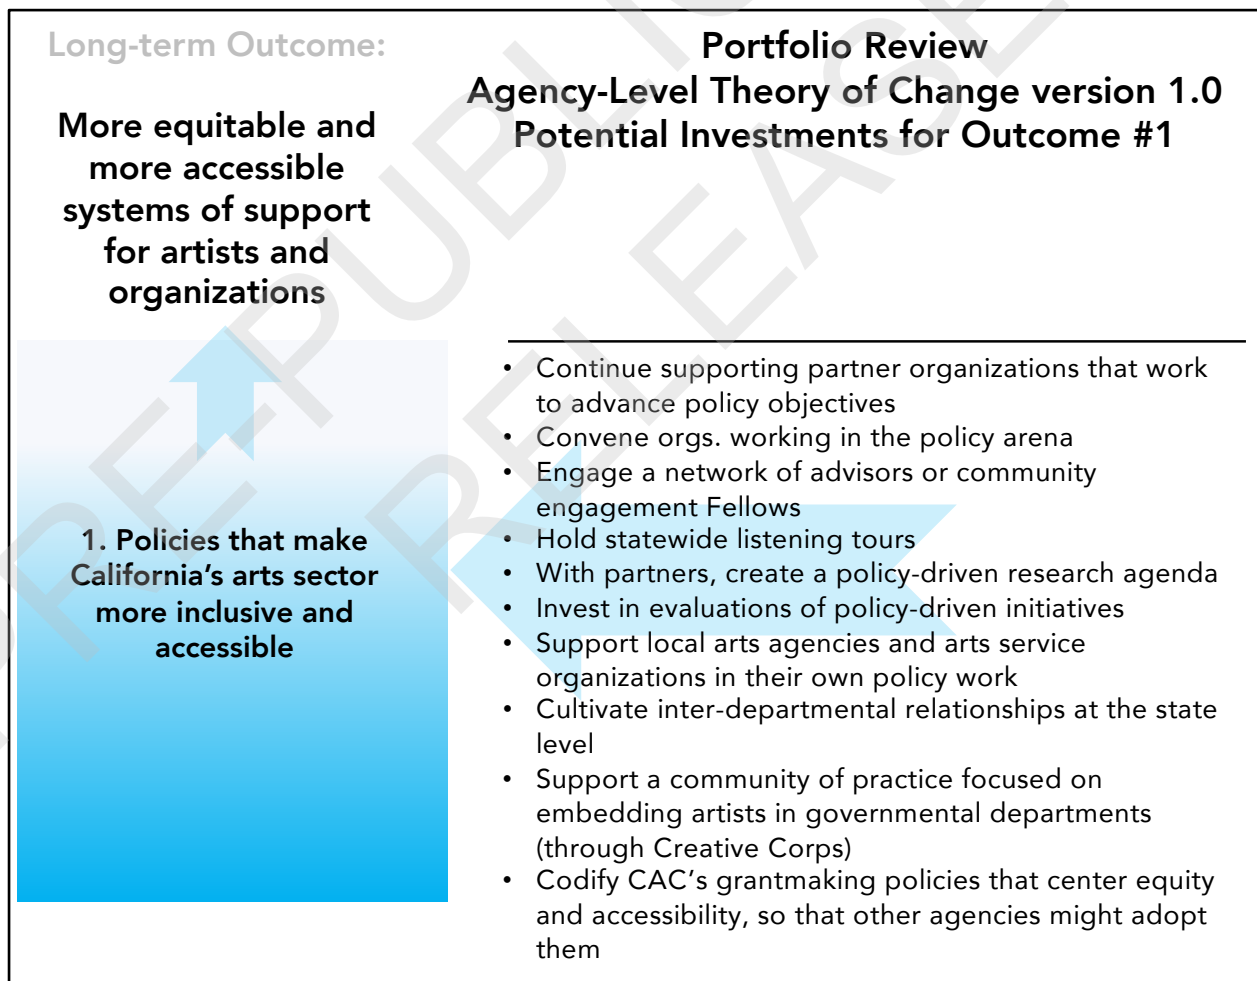 Long-term Outcome:
More equitable and
more accessible
systems of support
for artists and
organizations
Portfolio Review
Agency-Level Theory of Change version 1.0
Potential Investments for Outcome #1
1. Policies that make
California's arts sector
more inclusive and
accessible
• Continue supporting partner organizations that work
to advance policy objectives
• Convene orgs. working in the policy arena
• Engage a network of advisors or community
engagement Fellows
• Hold statewide listening tours
• With partners, create a policy-driven research agenda
• Invest in evaluations of policy-driven initiatives
• Support local arts agencies and arts service
organizations in their own policy work
• Cultivate inter-departmental relationships at the state
level
• Support a community of practice focused on
embedding artists in governmental departments
(through Creative Corps)
• Codify CAC's grantmaking policies that center equity
and accessibility, so that other agencies might adopt
them
PRE-PUBLIC
RELEASE